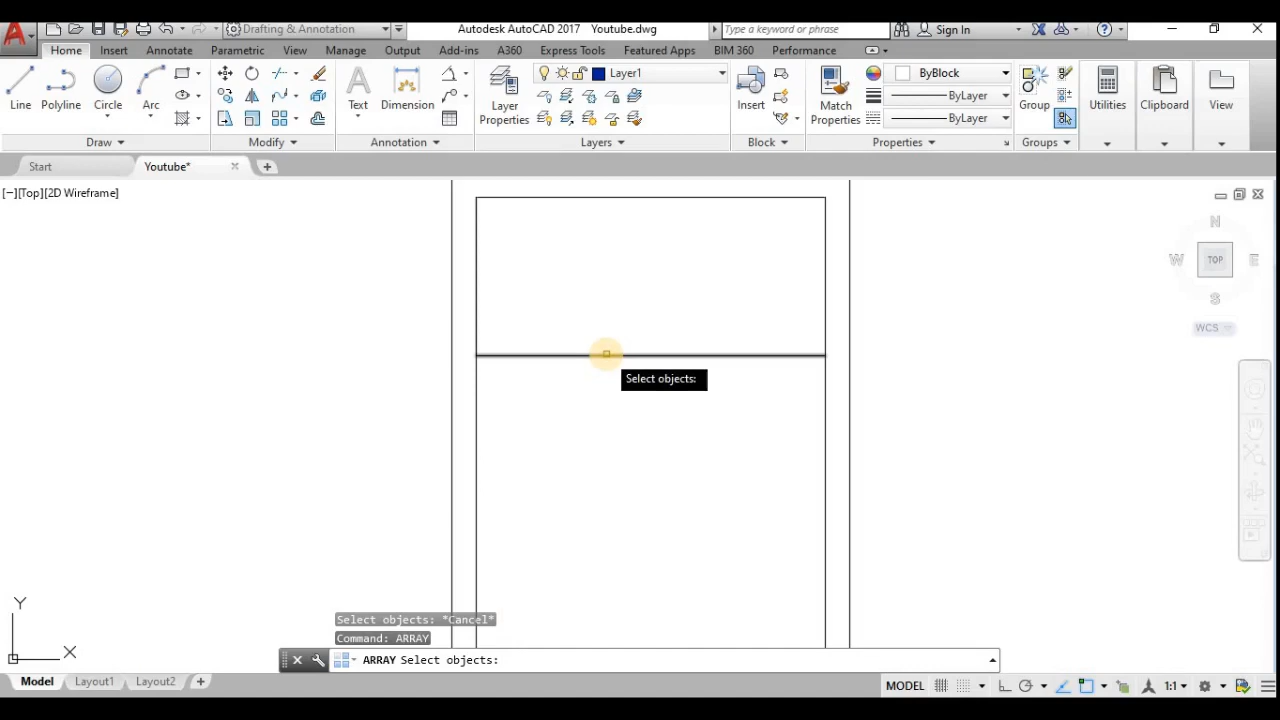 Drafting & Annotation
Autodesk AutoCAD 2017 Youtube.dwg
Type a keyword or phrase
Sign In
Home Insert Annotate Parametric View Manage Output Add-ins A360 Express Tools Featured Apps BIM 360 Performance
Line Polyline Circle Arc
Text Dimension
Layer Properties
Layer1
Insert
Match Properties
ByBlock
ByLayer
ByLayer
Group
Utilities
Clipboard
View
Draw Modify Annotation Layers Block Properties Groups
Start Youtube*
[−][Top][2D Wireframe]
N
W TOP E
S
WCS
Select objects:
Y
X
Select objects: *Cancel*
Command: ARRAY
ARRAY Select objects:
Model Layout1 Layout2
MODEL 1:1